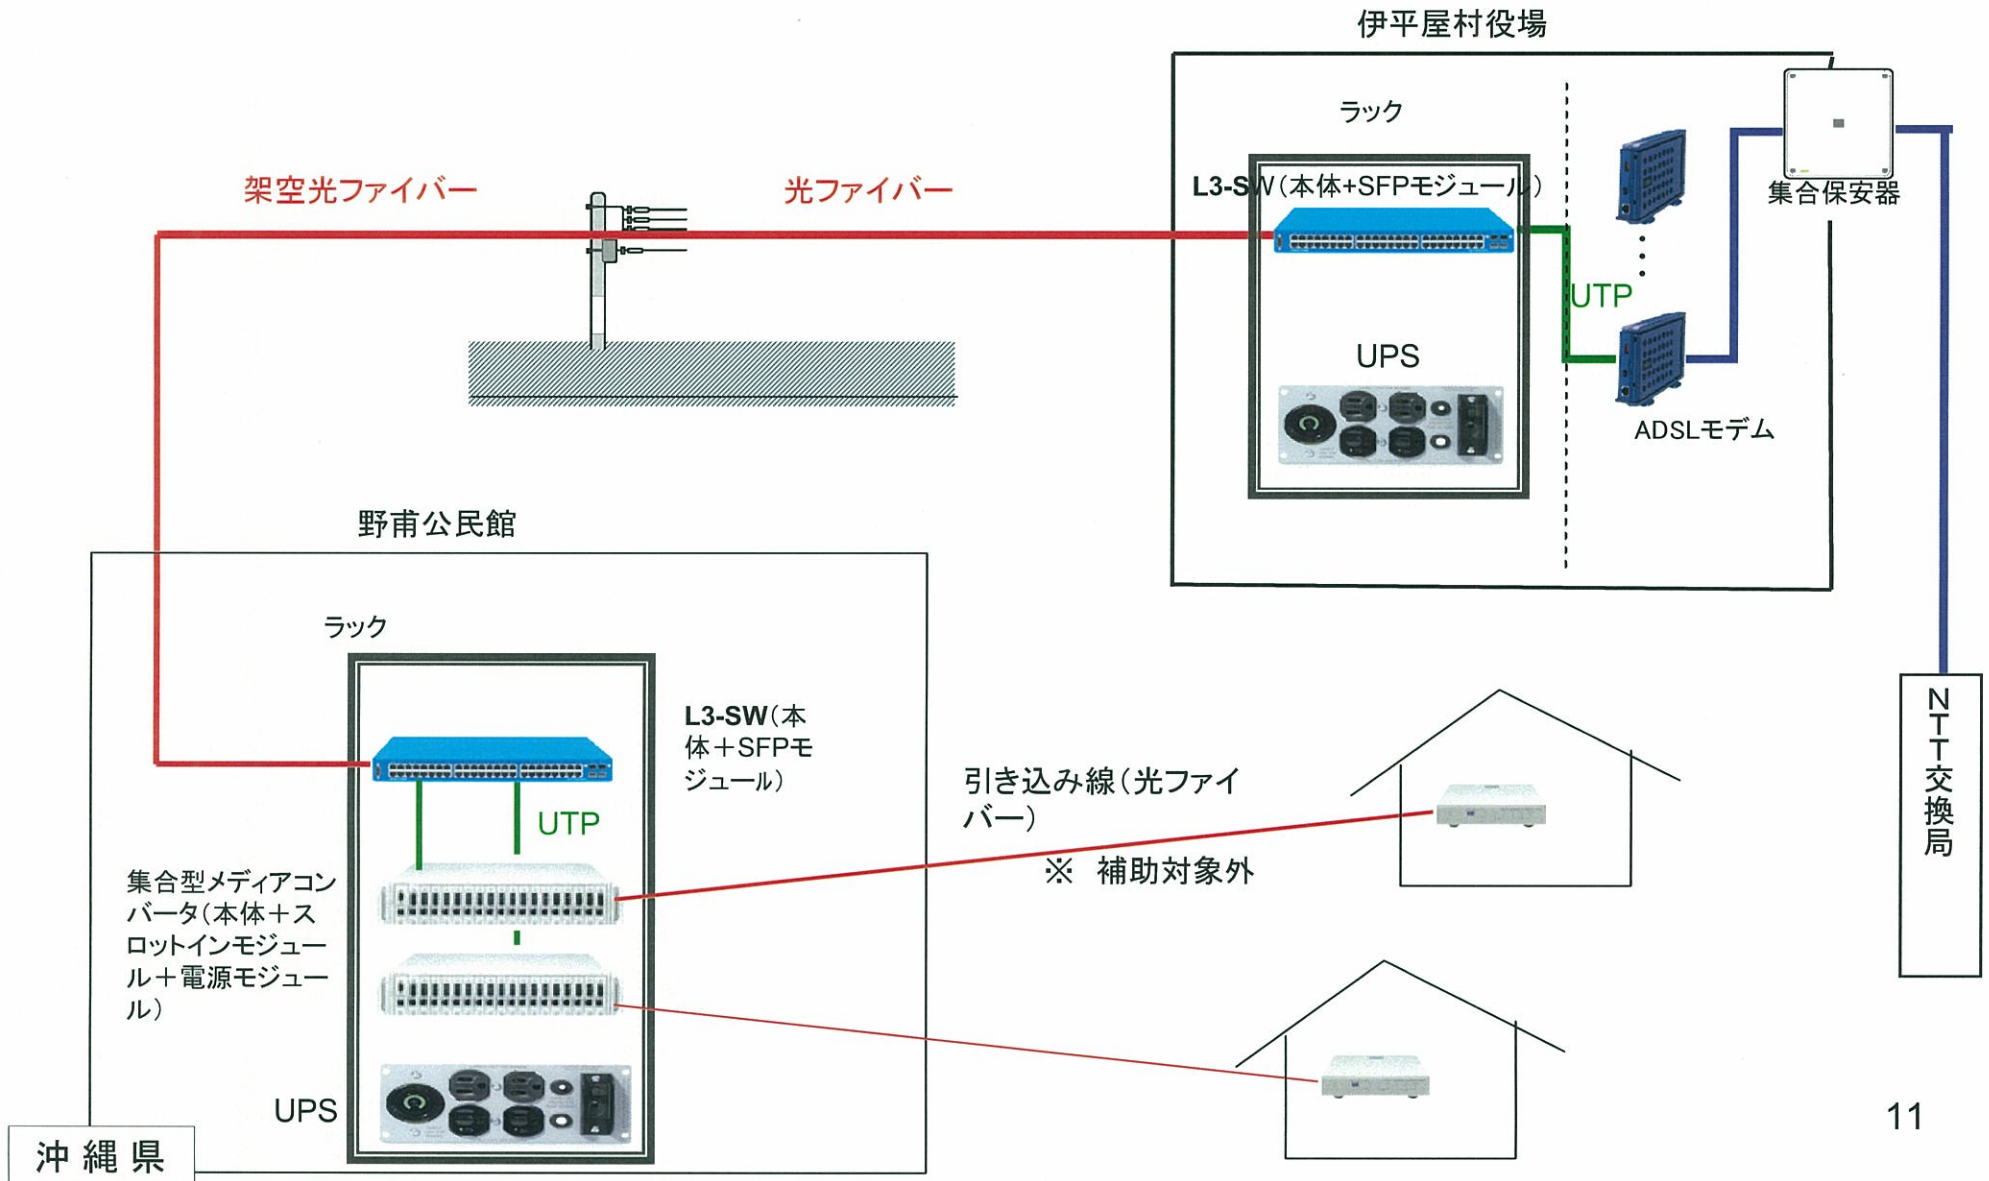 伊平屋村役場
ラック
架空光ファイバー
光ファイバー
L3-SW（本体+SFPモジュール）
集合保安器
UTP
UPS
ADSLモデム
野甫公民館
ラック
L3-SW（本
体＋SFPモ
ジュール）
NTT交換局
引き込み線（光ファイ
バー）
UTP
※ 補助対象外
集合型メディアコン
バータ（本体＋ス
ロットインモジュー
ル＋電源モジュー
ル）
UPS
11
沖縄県